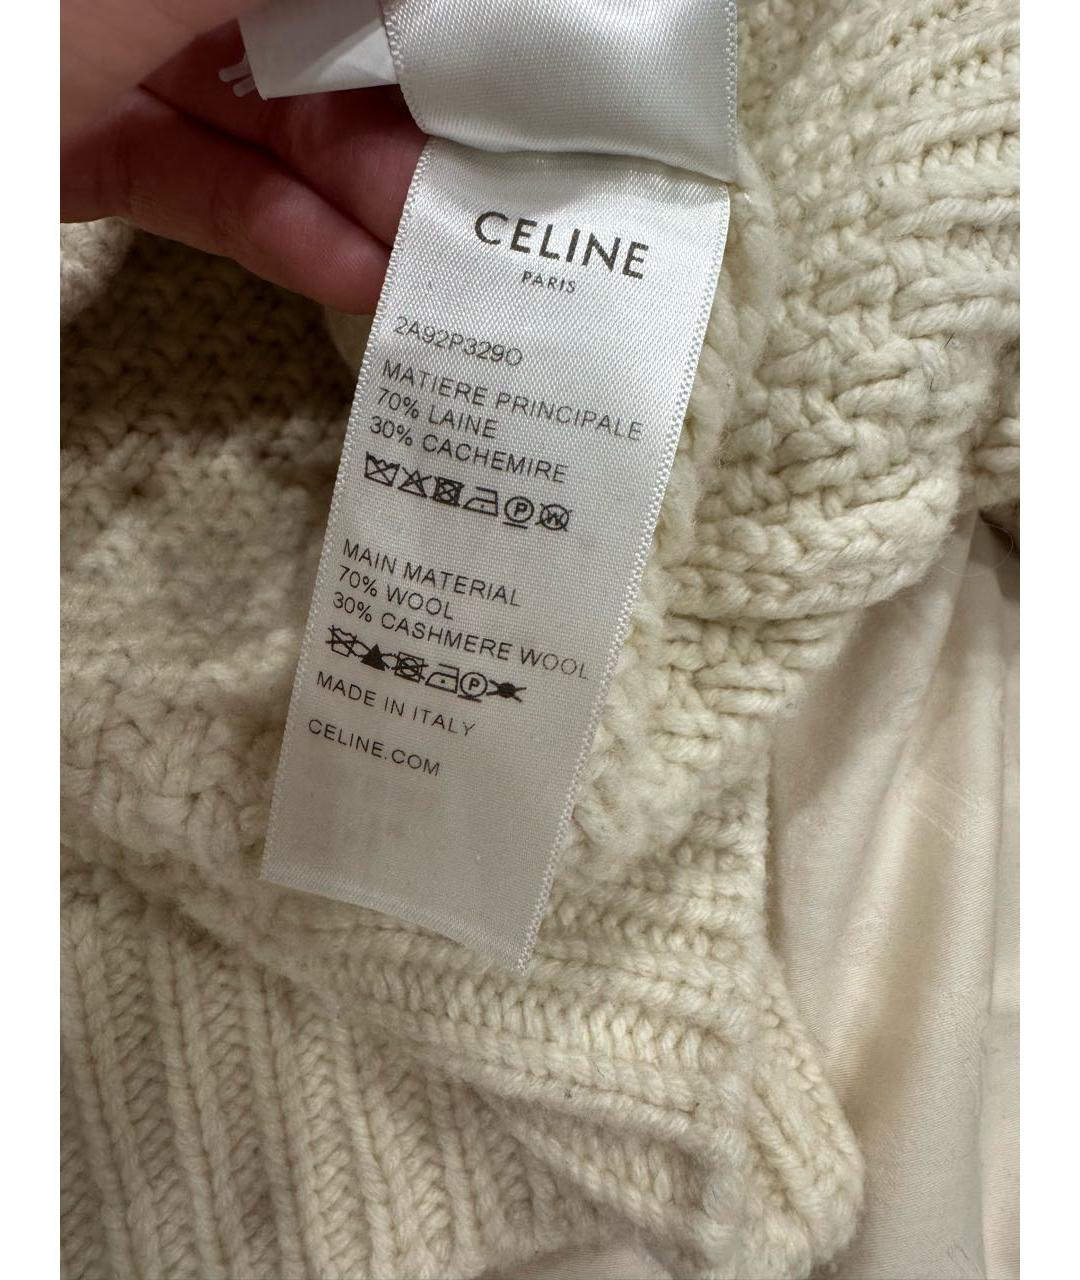 CELINE
PARIS
2A92P329O
MATIERE PRINCIPALE
70% LAINE
30% CACHEMIRE
MAIN MATERIAL
70% WOOL
30% CASHMERE WOOL
MADE IN ITALY
CELINE.COM